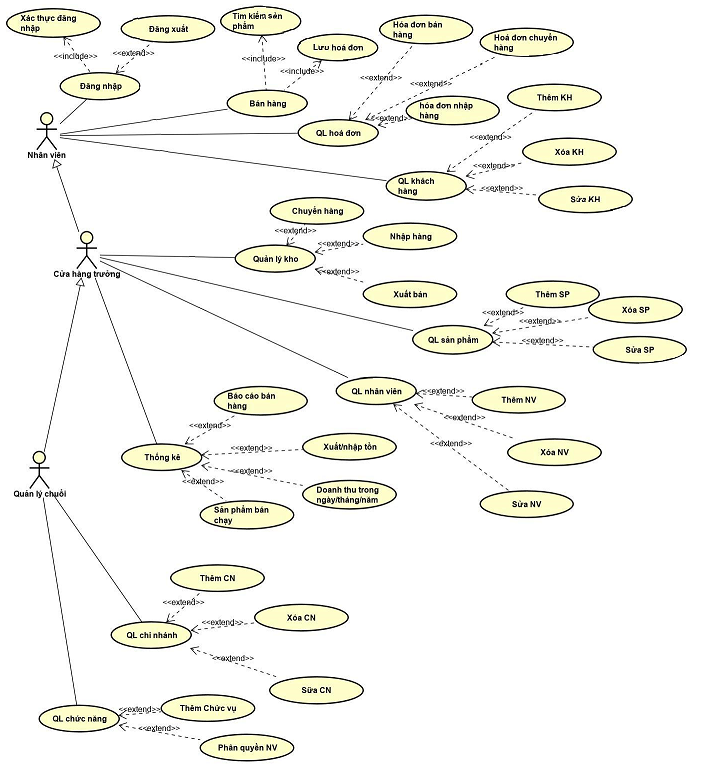 Xác thực đăng
nhập
Đăng xuất
Tìm kiếm sản
phẩm
Lưu hoá đơn
Hóa đơn bán
hàng
Hoá đơn chuyển
hàng
<<include>>
<<extend>>
<<include>>
<<include>>
<<extend>>
<<extend>>
Đăng nhập
Bán hàng
hóa đơn nhập
hàng
Thêm KH
<<extend>>
QL hoá đơn
<<extend>>
Nhân viên
Xóa KH
<<extend>>
QL khách
hàng
<<extend>>
Sửa KH
Chuyển hàng
<<extend>>
Nhập hàng
<<extend>>
Quản lý kho
Cửa hàng trưởng
<<extend>>
Xuất bán
Thêm SP
Xóa SP
<<extend>>
<<extend>>
QL sản phẩm
<<extend>>
Sửa SP
QL nhân viên
<<extend>>
Thêm NV
Báo cáo bán
hàng
<<extend>>
<<extend>>
<<extend>>
Xuất/nhập tồn
<<extend>>
Xóa NV
Thống kê
<<extend>>
<<extend>>
Doanh thu trong
ngày/tháng/năm
Quản lý chuỗi
Sửa NV
Sản phẩm bán
chạy
Thêm CN
<<extend>>
Xóa CN
<<extend>>
QL chi nhánh
<<extend>>
Sữa CN
Thêm Chức vụ
<<extend>>
QL chức năng
<<extend>>
Phân quyền NV